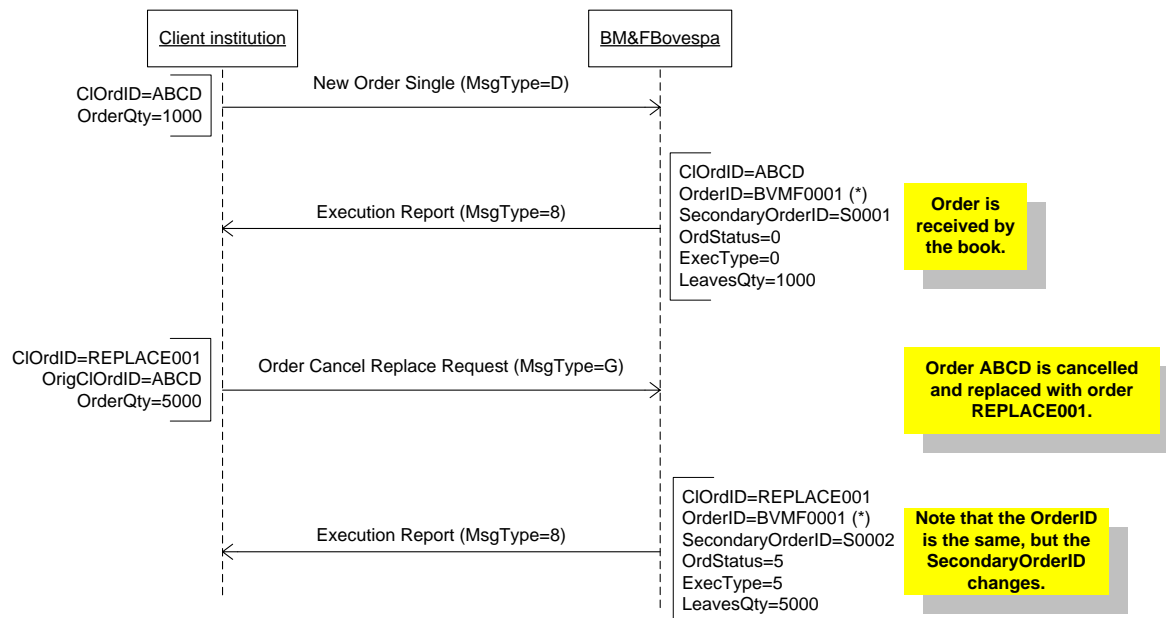 Client institution
BM&FBovespa
New Order Single (MsgType=D)
ClOrdID=ABCD
OrderQty=1000
ClOrdID=ABCD
OrderID=BVMF0001 (*)
SecondaryOrderID=S0001
OrdStatus=0
ExecType=0
LeavesQty=1000
Execution Report (MsgType=8)
Order is
received by
the book.
ClOrdID=REPLACE001
OrigClOrdID=ABCD
OrderQty=5000
Order Cancel Replace Request (MsgType=G)
Order ABCD is cancelled
and replaced with order
REPLACE001.
ClOrdID=REPLACE001
OrderID=BVMF0001 (*)
SecondaryOrderID=S0002
OrdStatus=5
ExecType=5
LeavesQty=5000
Execution Report (MsgType=8)
Note that the OrderID
is the same, but the
SecondaryOrderID
changes.